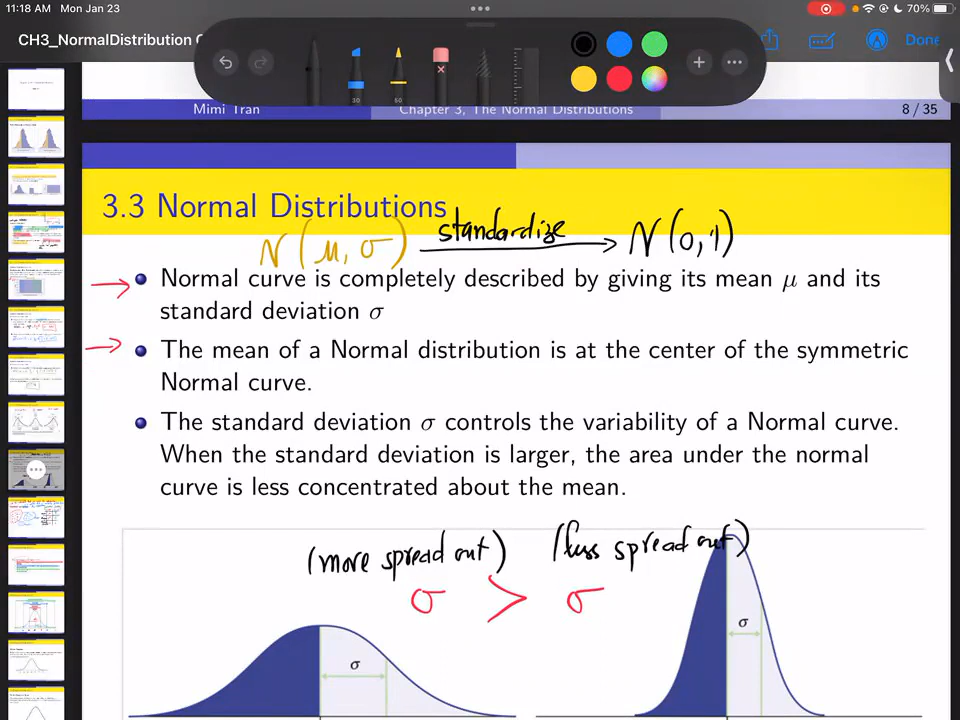 11:18 AM Mon Jan 23
70%
CH3_NormalDistribution
Done
30
50
Mimi Tran
Chapter 3, The Normal Distributions
8 / 35
3.3 Normal Distributions
N(μ, σ) standardize N(0,1)
Normal curve is completely described by giving its mean μ and its
standard deviation σ
The mean of a Normal distribution is at the center of the symmetric
Normal curve.
The standard deviation σ controls the variability of a Normal curve.
When the standard deviation is larger, the area under the normal
curve is less concentrated about the mean.
(more spread out) (less spread out)
σ > σ
σ
σ